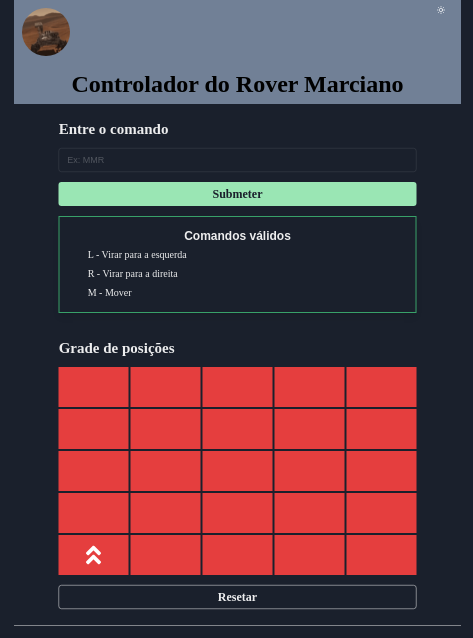 Controlador do Rover Marciano
Entre o comando
Ex: MMR
Submeter
Comandos válidos
L - Virar para a esquerda
R - Virar para a direita
M - Mover
Grade de posições
Resetar